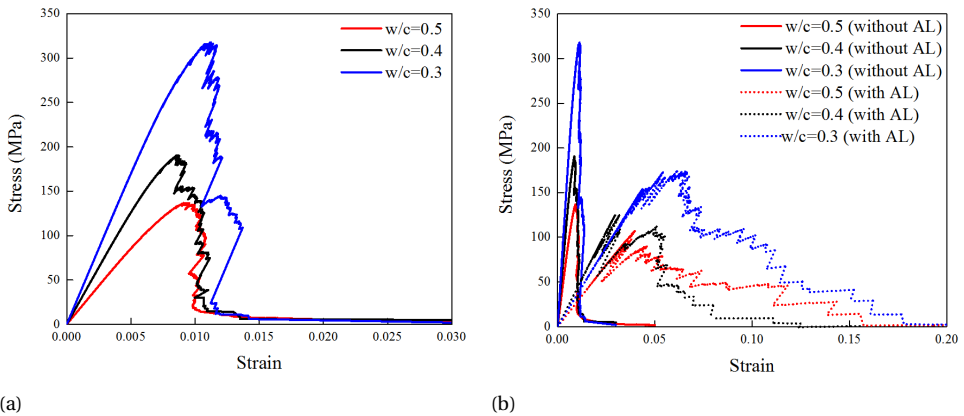 350
300
250
200
150
100
50
0
Stress (MPa)
0.000
0.005
0.010
0.015
0.020
0.025
0.030
Strain
w/c=0.5
w/c=0.4
w/c=0.3
(a)
350
300
250
200
150
100
50
0
Stress (MPa)
0.00
0.05
0.10
0.15
0.20
Strain
w/c=0.5 (without AL)
w/c=0.4 (without AL)
w/c=0.3 (without AL)
w/c=0.5 (with AL)
w/c=0.4 (with AL)
w/c=0.3 (with AL)
(b)